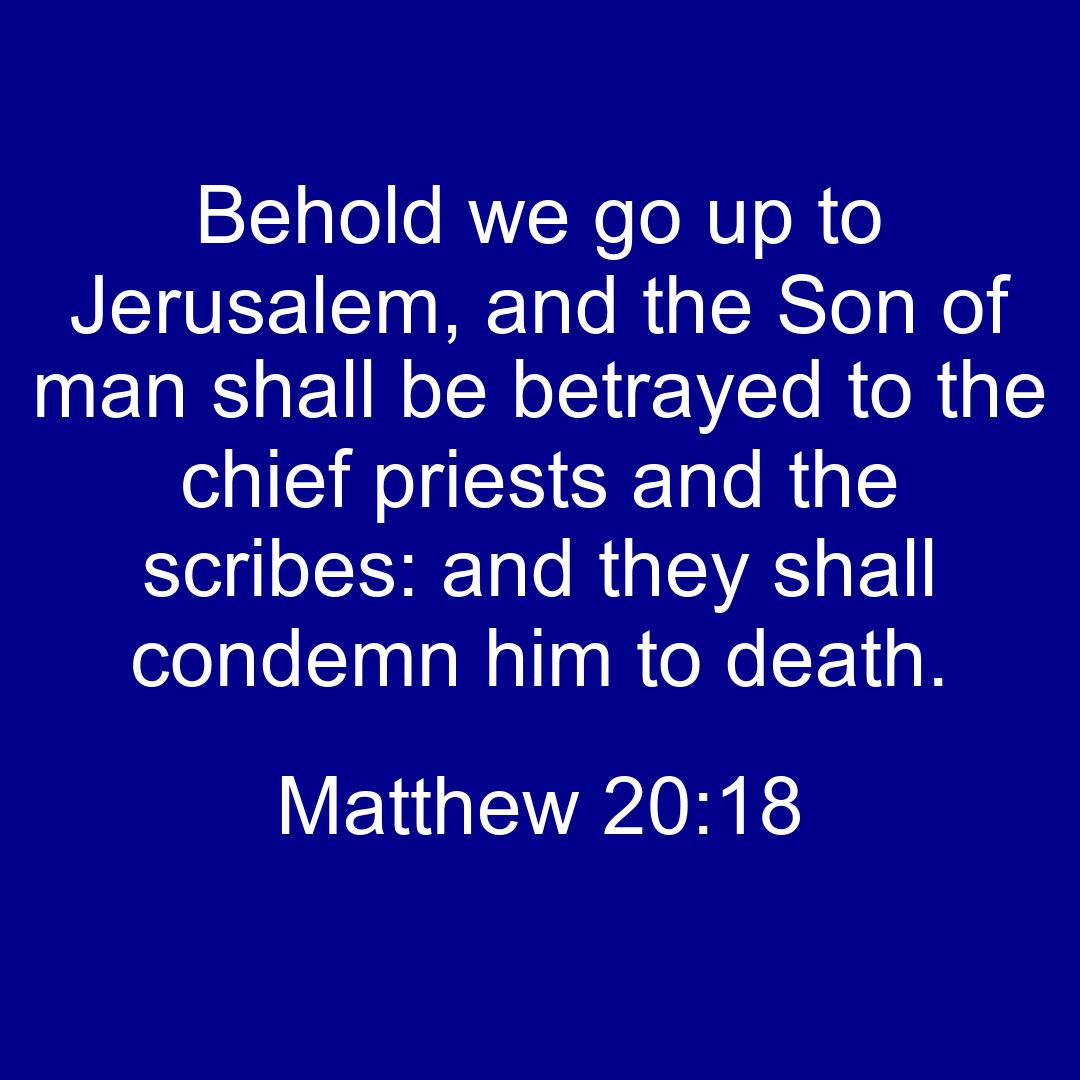 Behold we go up to
Jerusalem, and the Son of
man shall be betrayed to the
chief priests and the
scribes: and they shall
condemn him to death.
Matthew 20:18